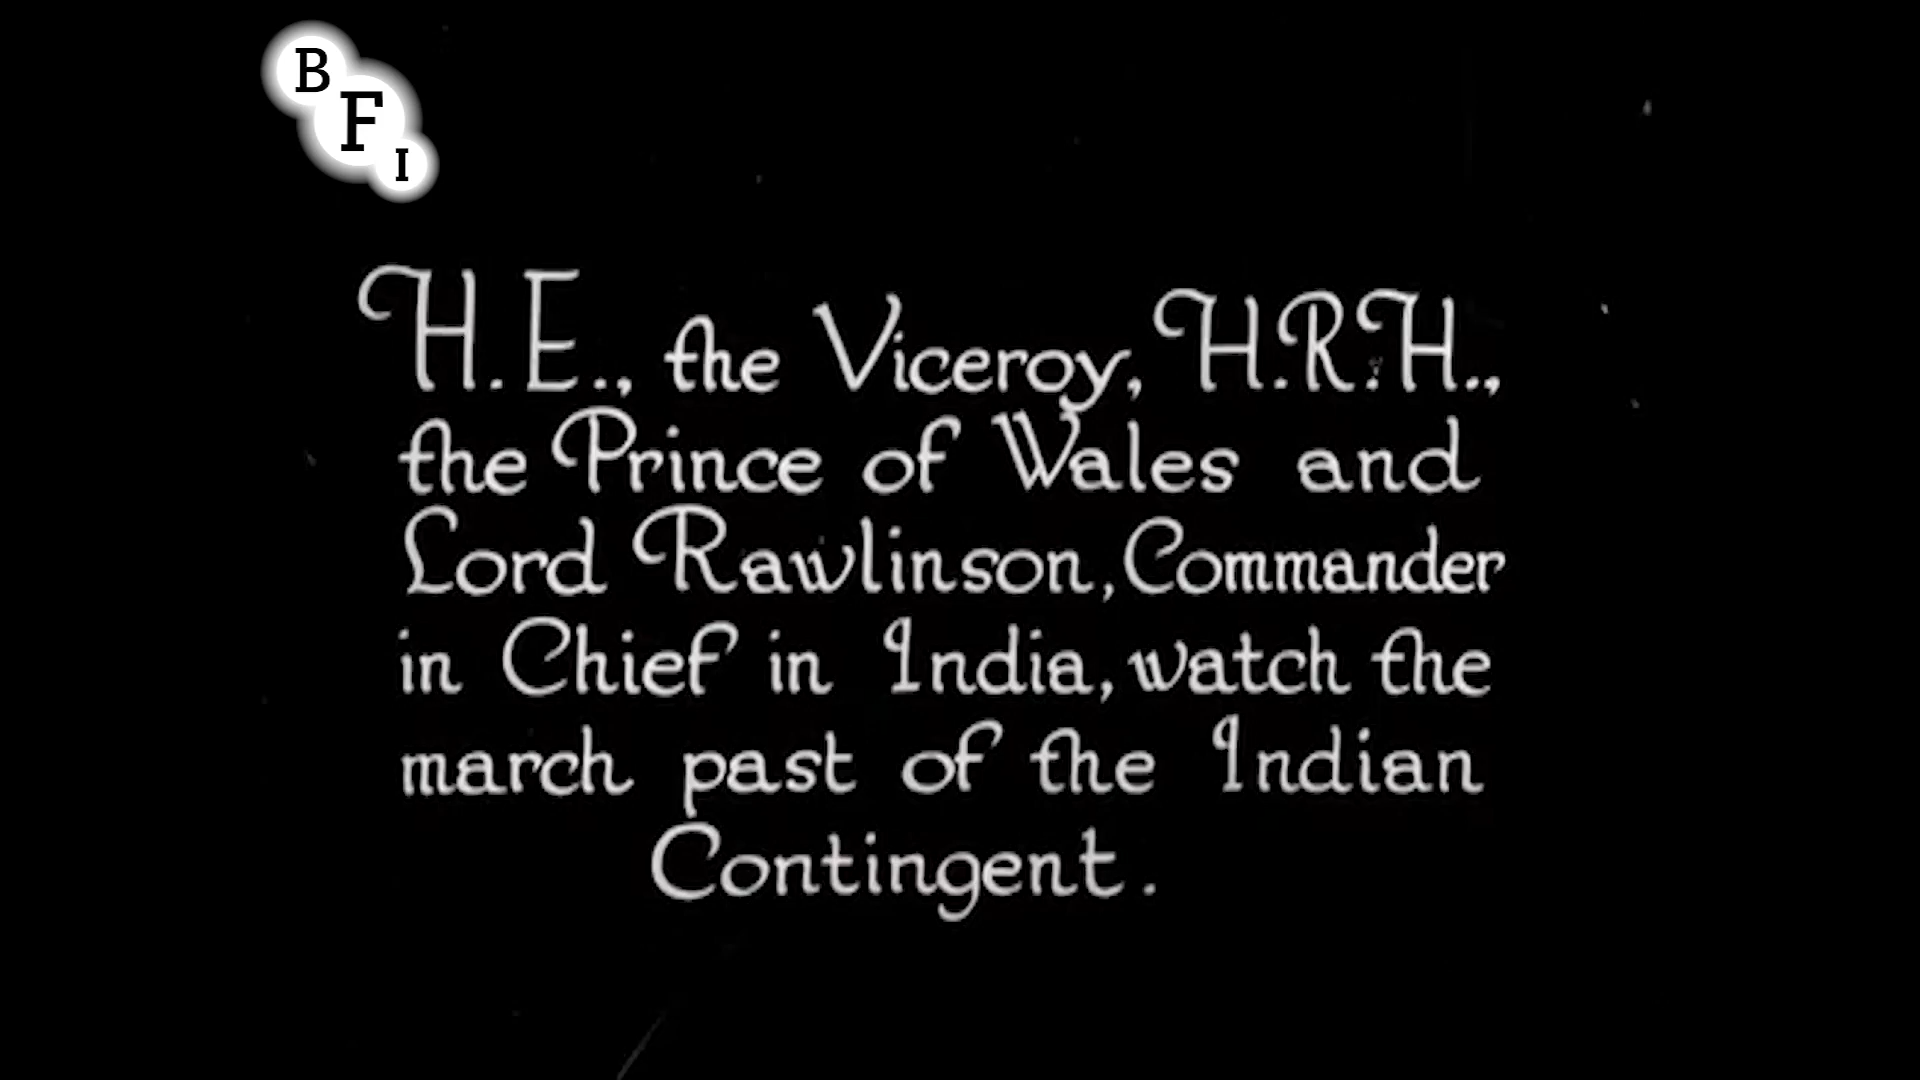 BFI
H.E., the Viceroy, H.R.H.,
the Prince of Wales and
Lord Rawlinson, Commander
in Chief in India, watch the
march past of the Indian
Contingent.